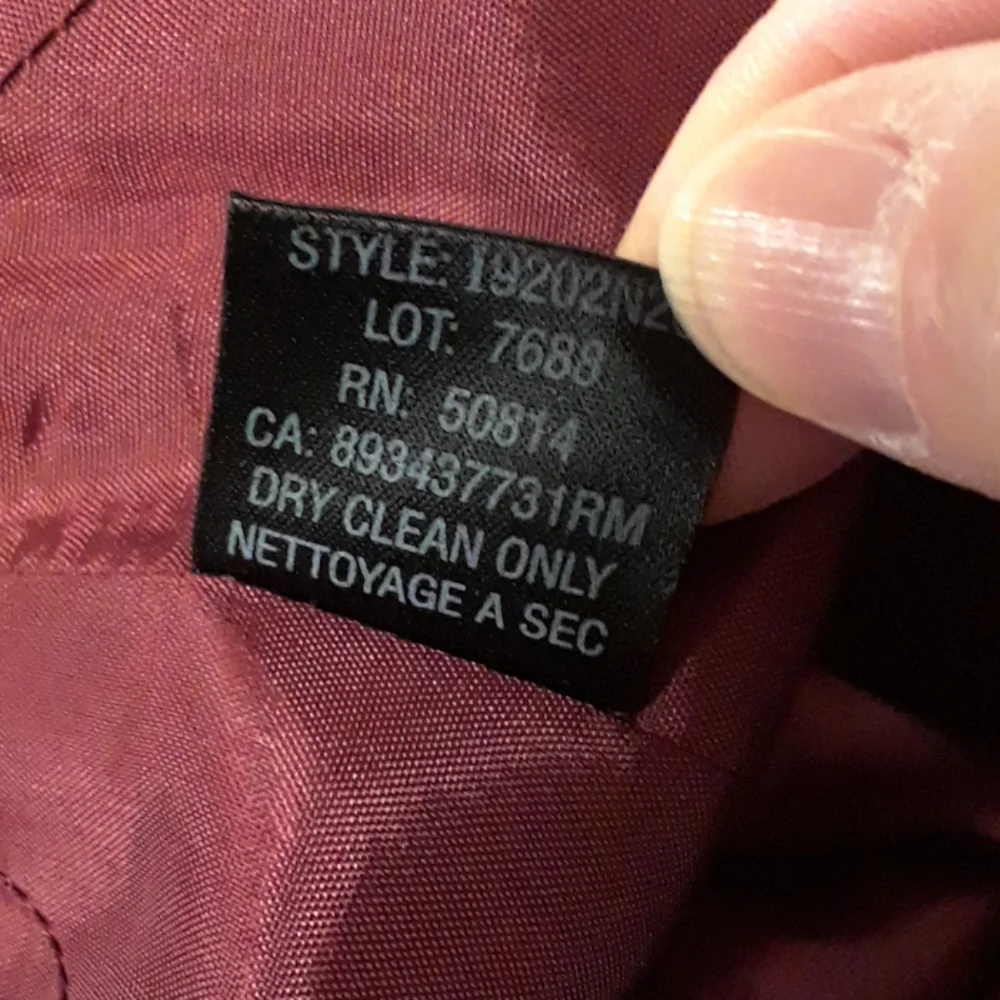 STYLE: 19202N2
LOT: 7688
RN: 50814
CA: 893437731RM
DRY CLEAN ONLY
NETTOYAGE A SEC